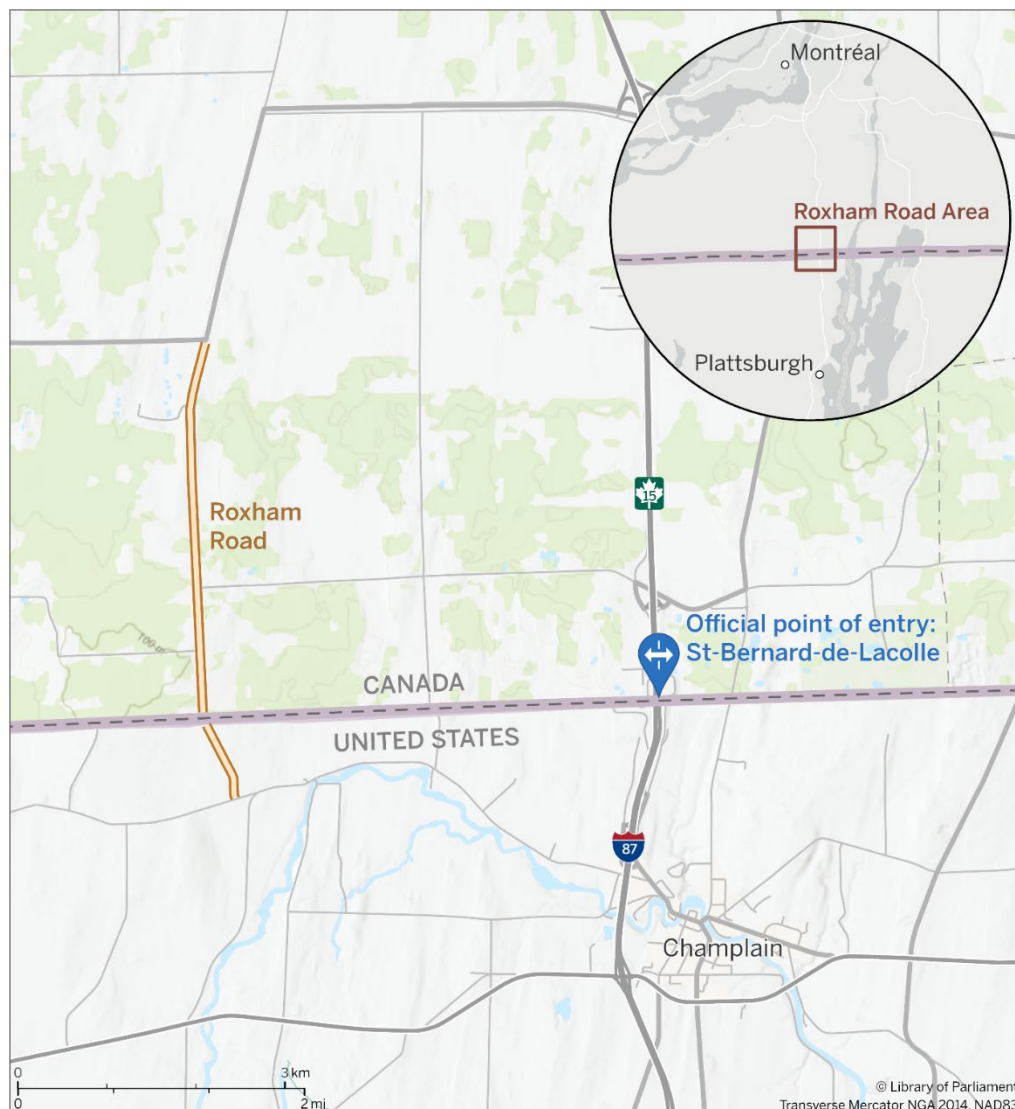 Montréal
Roxham Road Area
Plattsburgh
15
Roxham
Road
Official point of entry:
St-Bernard-de-Lacolle
100 m
CANADA
UNITED STATES
87
Champlain
0 3 km
0 2 mi
© Library of Parliament
Transverse Mercator NGA 2014, NAD83